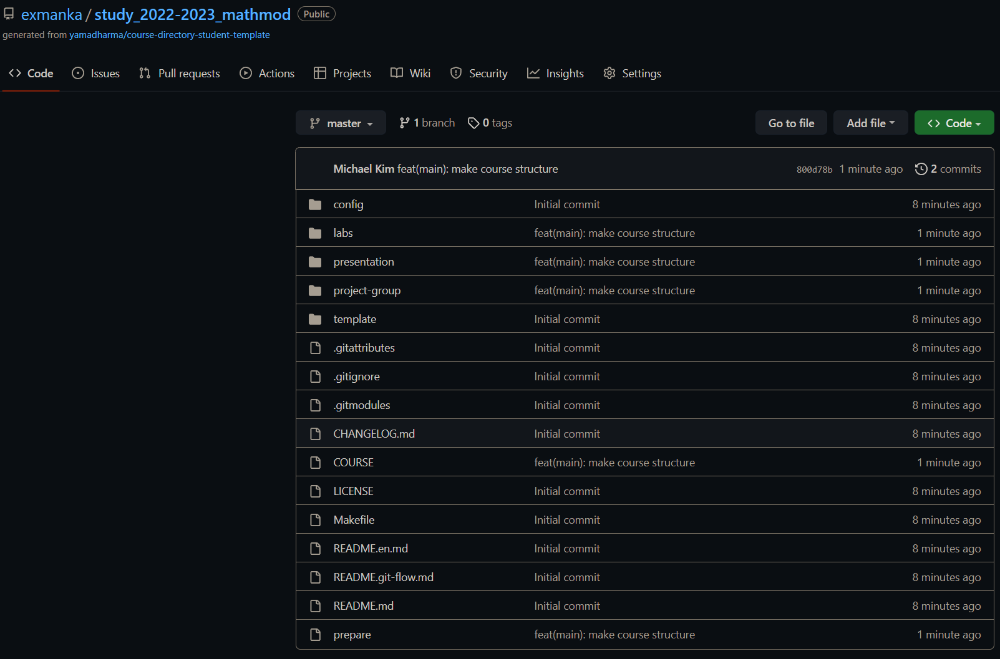 exmanka / study_2022-2023_mathmod Public
generated from yamadharma/course-directory-student-template
Code Issues Pull requests Actions Projects Wiki Security Insights Settings
master 1 branch 0 tags Go to file Add file Code
Michael Kim feat(main): make course structure 800d78b 1 minute ago 2 commits
config Initial commit 8 minutes ago
labs feat(main): make course structure 1 minute ago
presentation feat(main): make course structure 1 minute ago
project-group feat(main): make course structure 1 minute ago
template Initial commit 8 minutes ago
.gitattributes Initial commit 8 minutes ago
.gitignore Initial commit 8 minutes ago
.gitmodules Initial commit 8 minutes ago
CHANGELOG.md Initial commit 8 minutes ago
COURSE feat(main): make course structure 1 minute ago
LICENSE Initial commit 8 minutes ago
Makefile Initial commit 8 minutes ago
README.en.md Initial commit 8 minutes ago
README.git-flow.md Initial commit 8 minutes ago
README.md Initial commit 8 minutes ago
prepare feat(main): make course structure 1 minute ago